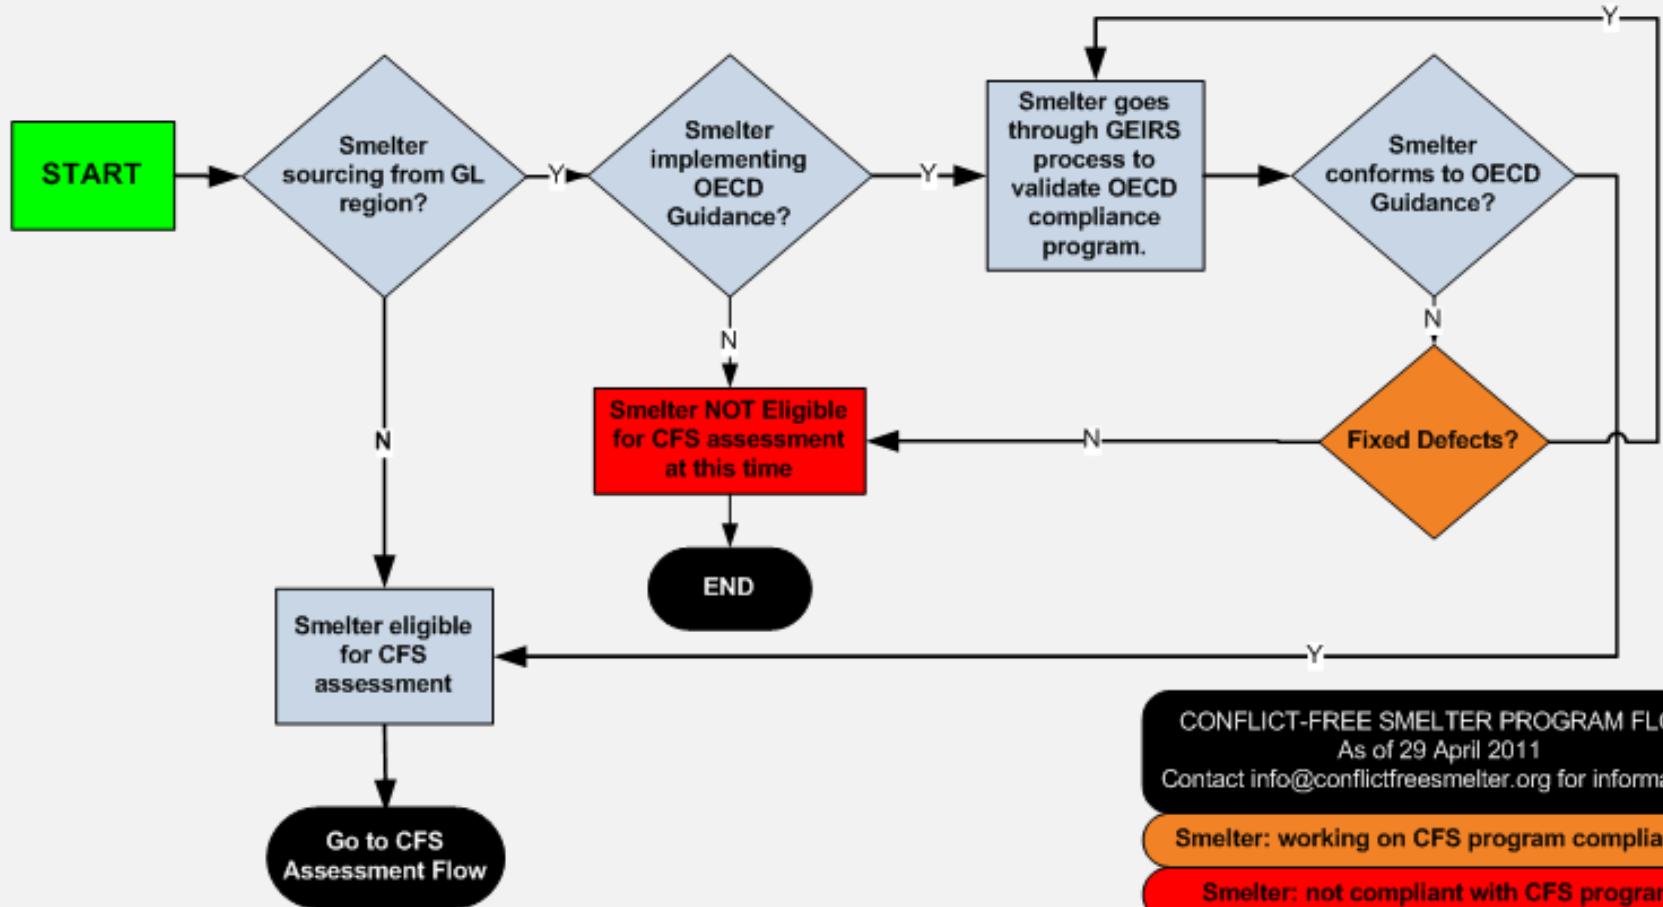 START
Smelter
sourcing from GL
region?
Y
Smelter
implementing
OECD
Guidance?
Y
Smelter goes
through GEIRS
process to
validate OECD
compliance
program.
Smelter
conforms to OECD
Guidance?
Y
N
N
N
Smelter NOT Eligible
for CFS assessment
at this time
N
Fixed Defects?
END
Smelter eligible
for CFS
assessment
Y
Go to CFS
Assessment Flow
CONFLICT-FREE SMELTER PROGRAM
As of 29 April 2011
Contact info@conflictfreesmelter.org for
Smelter: working on CFS program
Smelter: not compliant with CFS program